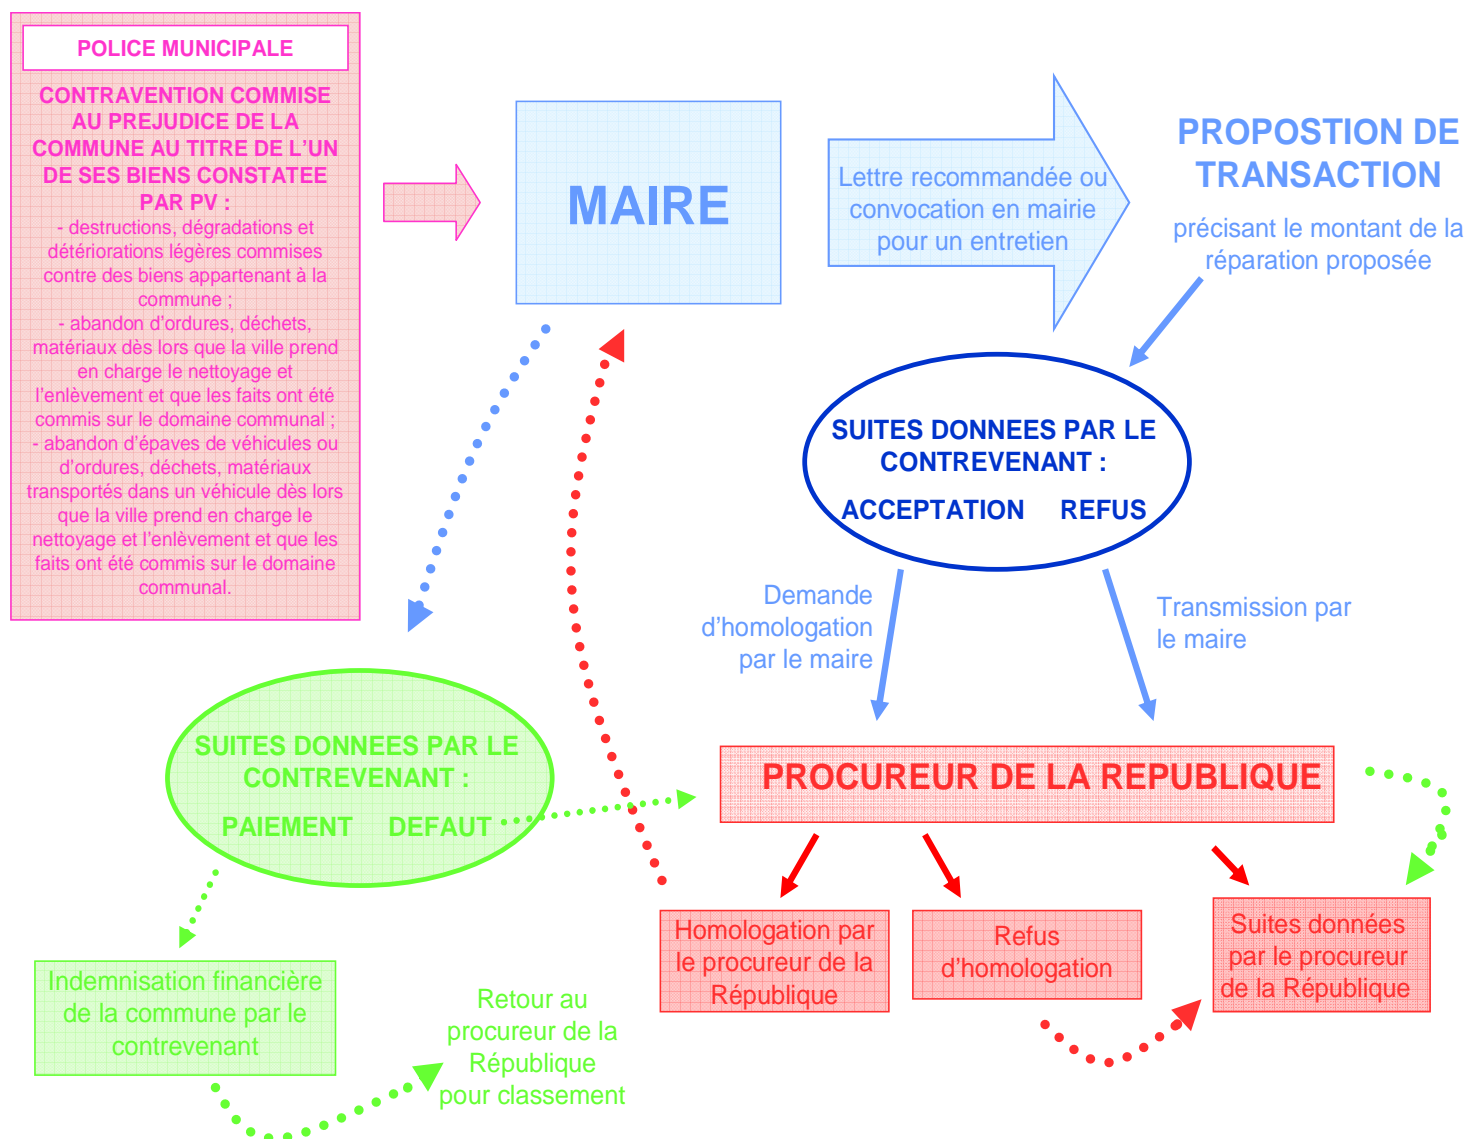 POLICE MUNICIPALE
CONTRAVENTION COMMISE
AU PREJUDICE DE LA
COMMUNE AU TITRE DE L'UN
DE SES BIENS CONSTATEE
PAR PV :
- destructions, dégradations et
détériorations légères commises
contre des biens appartenant à la
commune ;
- abandon d'ordures, déchets,
matériaux dès lors que la ville prend
en charge le nettoyage et
l'enlèvement et que les faits ont été
commis sur le domaine communal ;
- abandon d'épaves de véhicules ou
d'ordures, déchets, matériaux
transportés dans un véhicule dès lors
que la ville prend en charge le
nettoyage et l'enlèvement et que les
faits ont été commis sur le domaine
communal.
MAIRE
Lettre recommandée ou
convocation en mairie
pour un entretien
PROPOSTION DE
TRANSACTION
précisant le montant de la
réparation proposée
SUITES DONNEES PAR LE
CONTREVENANT :
ACCEPTATION REFUS
Demande
d'homologation
par le maire
Transmission par
le maire
SUITES DONNEES PAR LE
CONTREVENANT :
PAIEMENT DEFAUT
PROCUREUR DE LA REPUBLIQUE
Homologation par
le procureur de la
République
Refus
d'homologation
Suites données
par le procureur
de la République
Indemnisation financière
de la commune par le
contrevenant
Retour au
procureur de la
République
pour classement